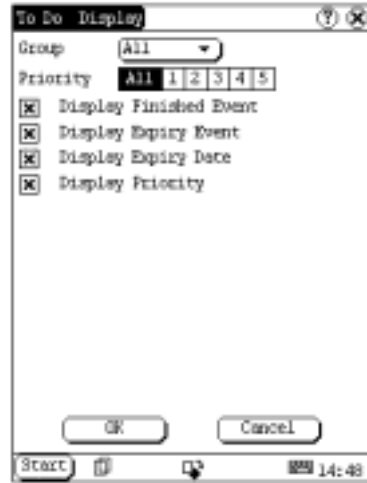 To Do Display ?
Group All
Priority All 1 2 3 4 5
Display Finished Event
Display Expiry Event
Display Expiry Date
Display Priority
OK Cancel
Start 14:48